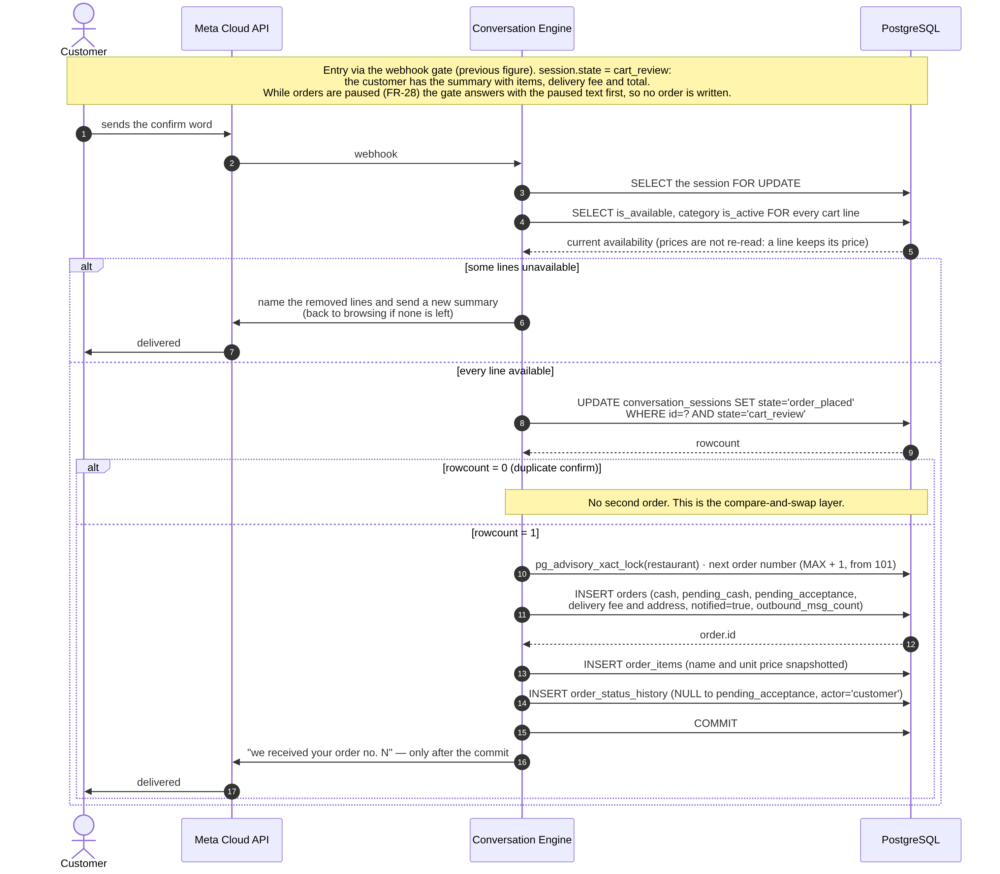 Customer
Meta Cloud API
Conversation Engine
PostgreSQL
Entry via the webhook gate (previous figure). session.state = cart_review:
the customer has the summary with items, delivery fee and total.
While orders are paused (FR-28) the gate answers with the paused text first, so no order is written.
sends the confirm word
1
webhook
2
SELECT the session FOR UPDATE
3
SELECT is_available, category is_active FOR every cart line
4
current availability (prices are not re-read: a line keeps its price)
5
alt
[some lines unavailable]
name the removed lines and send a new summary
(back to browsing if none is left)
6
delivered
7
[every line available]
UPDATE conversation_sessions SET state='order_placed'
WHERE id=? AND state='cart_review'
8
rowcount
9
alt
[rowcount = 0 (duplicate confirm)]
No second order. This is the compare-and-swap layer.
[rowcount = 1]
pg_advisory_xact_lock(restaurant) · next order number (MAX + 1, from 101)
10
INSERT orders (cash, pending_cash, pending_acceptance,
delivery fee and address, notified=true, outbound_msg_count)
11
order.id
12
INSERT order_items (name and unit price snapshotted)
13
INSERT order_status_history (NULL to pending_acceptance, actor='customer')
14
COMMIT
15
"we received your order no. N" — only after the commit
16
delivered
17
Customer
Meta Cloud API
Conversation Engine
PostgreSQL